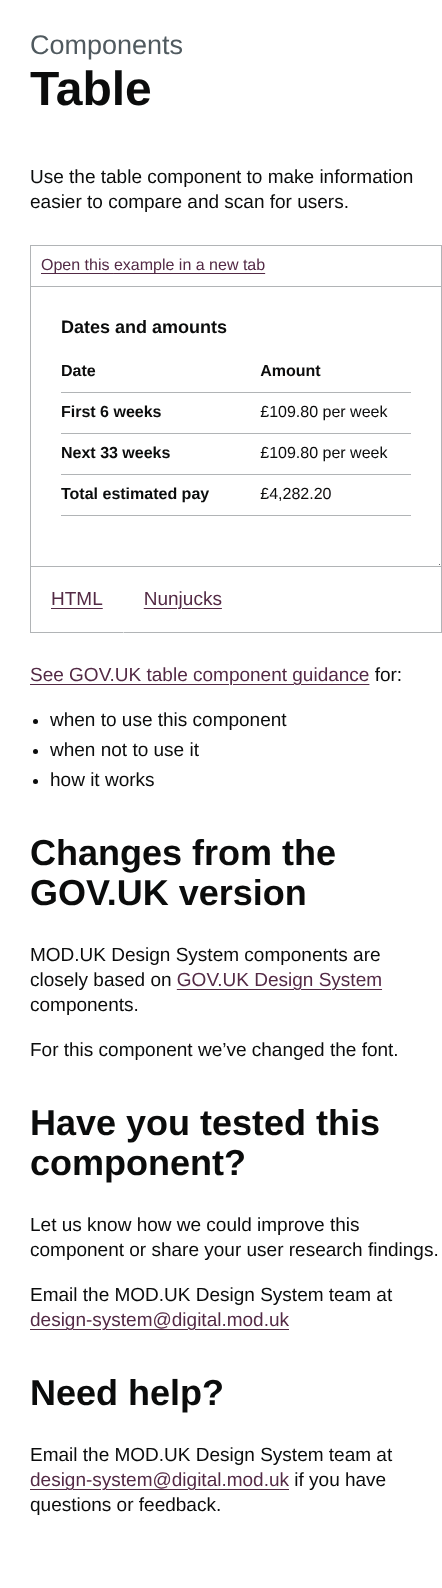 Components
Table
Use the table component to make information
easier to compare and scan for users.
Open this example in a new tab
Dates and amounts
Date Amount
First 6 weeks £109.80 per week
Next 33 weeks £109.80 per week
Total estimated pay £4,282.20
HTML Nunjucks
See GOV.UK table component guidance for:
• when to use this component
• when not to use it
• how it works
Changes from the
GOV.UK version
MOD.UK Design System components are
closely based on GOV.UK Design System
components.
For this component we’ve changed the font.
Have you tested this
component?
Let us know how we could improve this
component or share your user research findings.
Email the MOD.UK Design System team at
design-system@digital.mod.uk
Need help?
Email the MOD.UK Design System team at
design-system@digital.mod.uk if you have
questions or feedback.